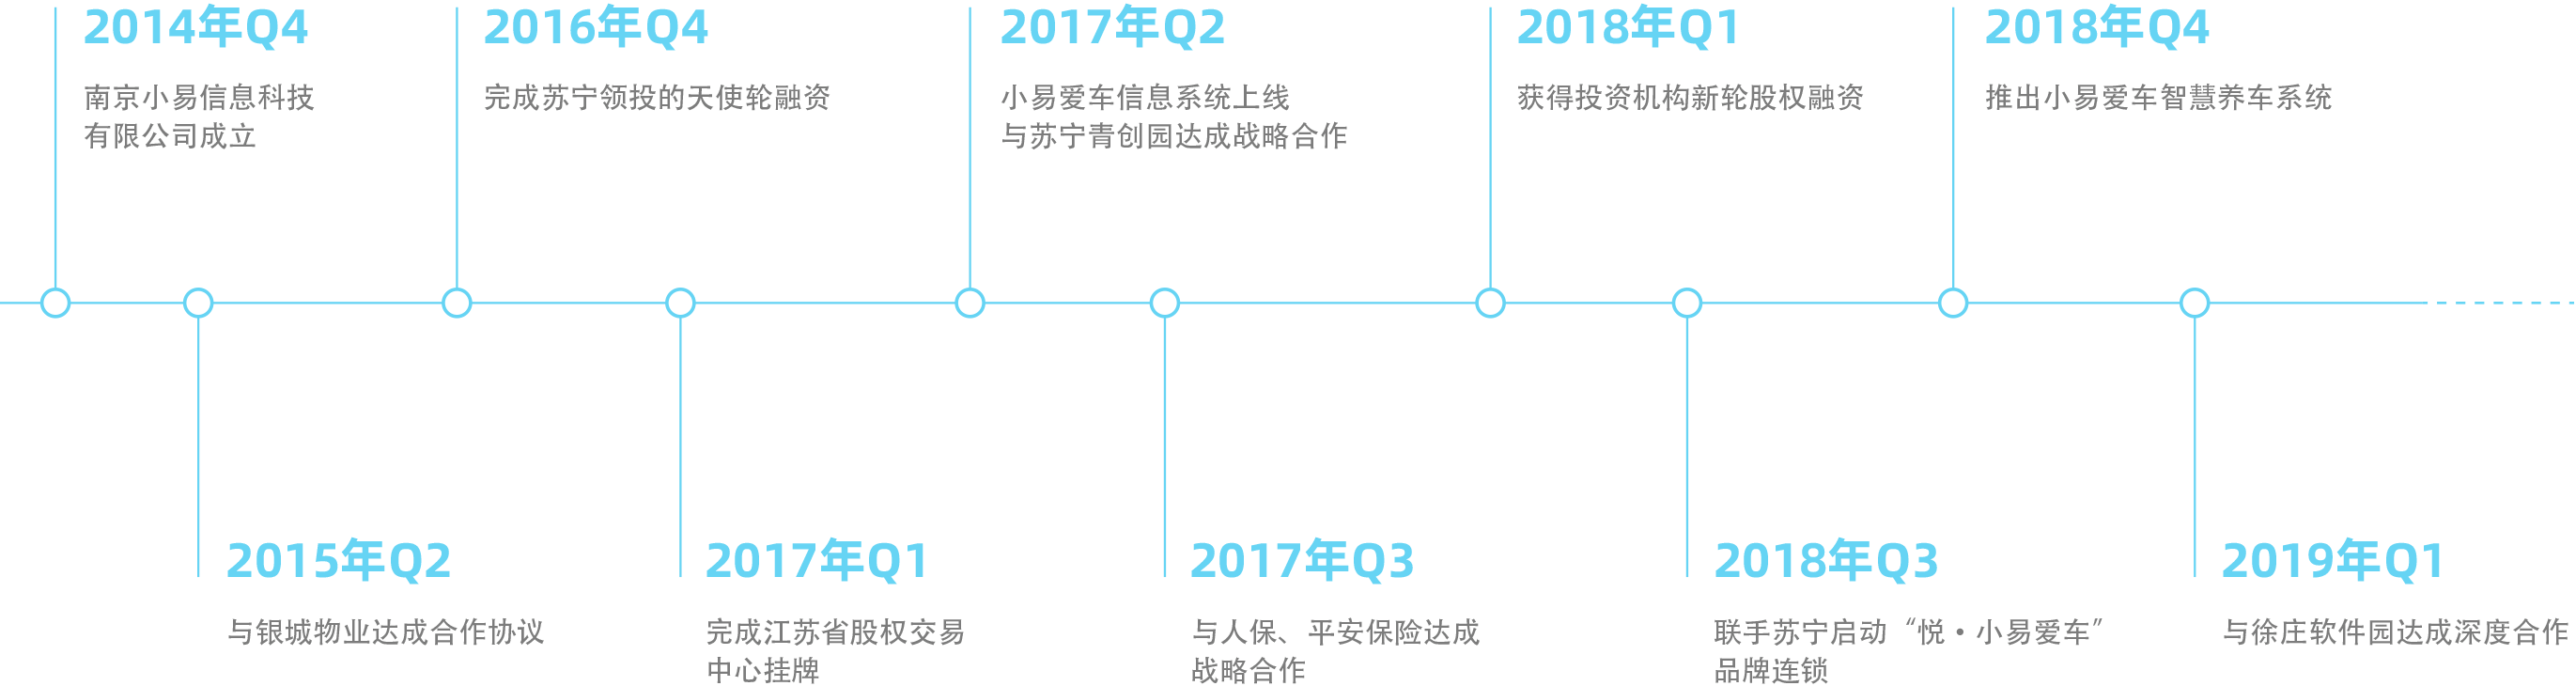 2014年Q4
南京小易信息科技
有限公司成立
2016年Q4
完成苏宁领投的天使轮融资
2017年Q2
小易爱车信息系统上线
与苏宁青创园达成战略合作
2018年Q1
获得投资机构新轮股权融资
2018年Q4
推出小易爱车智慧养车系统
2015年Q2
与银城物业达成合作协议
2017年Q1
完成江苏省股权交易
中心挂牌
2017年Q3
与人保、平安保险达成
战略合作
2018年Q3
联手苏宁启动“悦·小易爱车”
品牌连锁
2019年Q1
与徐庄软件园达成深度合作